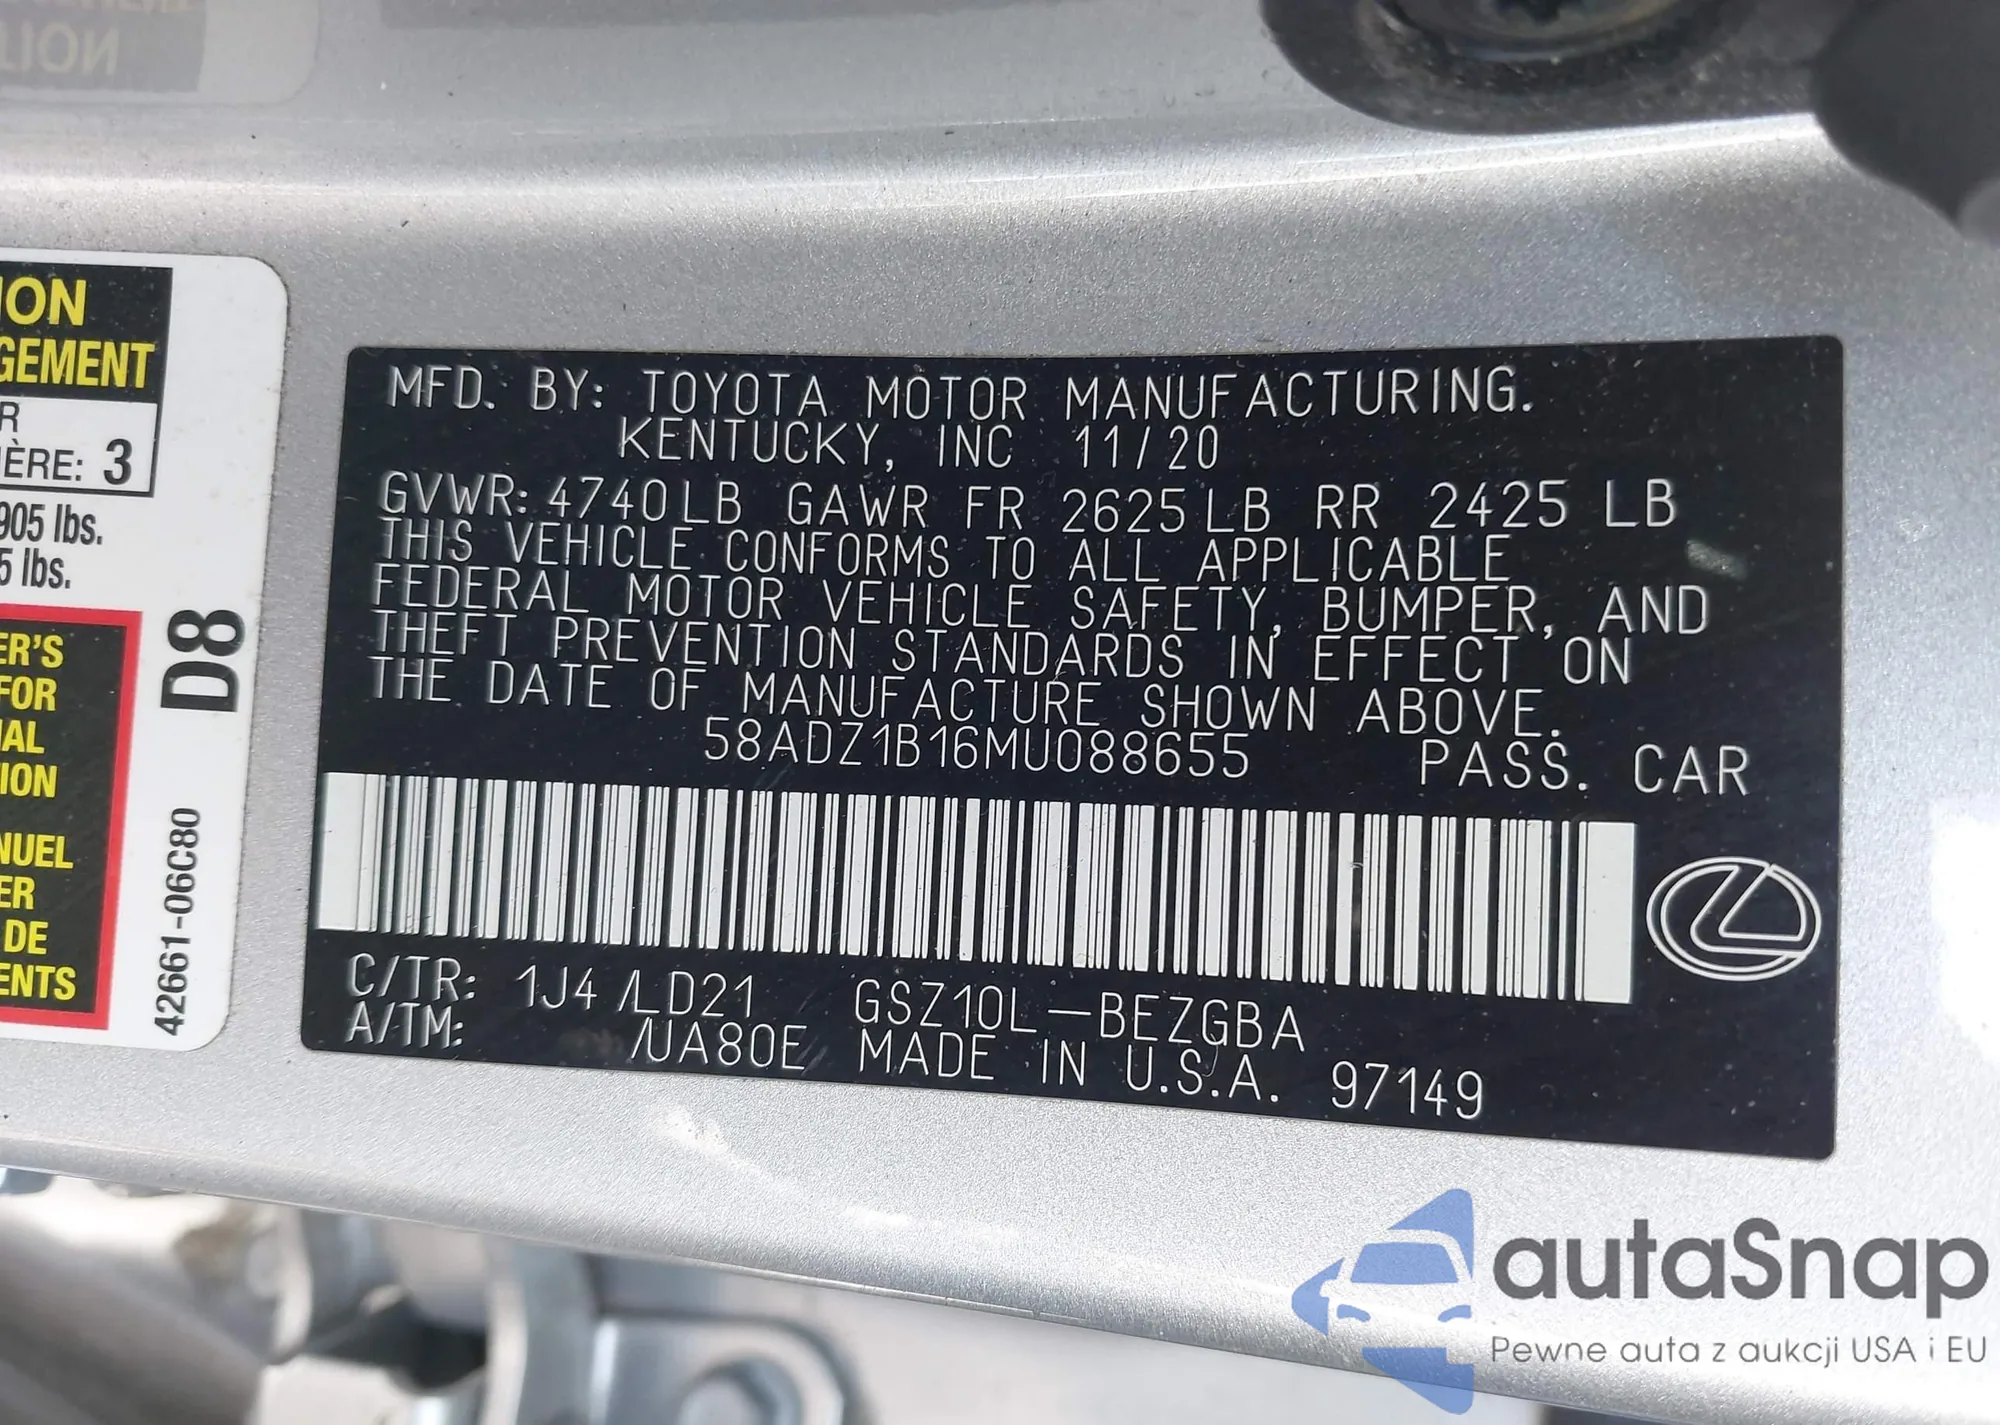 TION
ION
GEMENT
R
IÈRE: 3
905 lbs.
5 lbs.
ER'S
FOR
IAL
ION
NUEL
ER
DE
ENTS
D8
42661-06C80
MFD. BY: TOYOTA MOTOR MANUFACTURING.
KENTUCKY, INC 11/20
GVWR: 4740LB GAWR FR 2625LB RR 2425 LB
THIS VEHICLE CONFORMS TO ALL APPLICABLE
FEDERAL MOTOR VEHICLE SAFETY, BUMPER, AND
THEFT PREVENTION STANDARDS IN EFFECT ON
THE DATE OF MANUFACTURE SHOWN ABOVE.
58ADZ1B16MU088655 PASS. CAR
C/TR: 1J4 /LD21 GSZ10L-BEZGBA
A/TM: /UA80E MADE IN U.S.A. 97149
autaSnap
Pewne auta z aukcji USA i EU